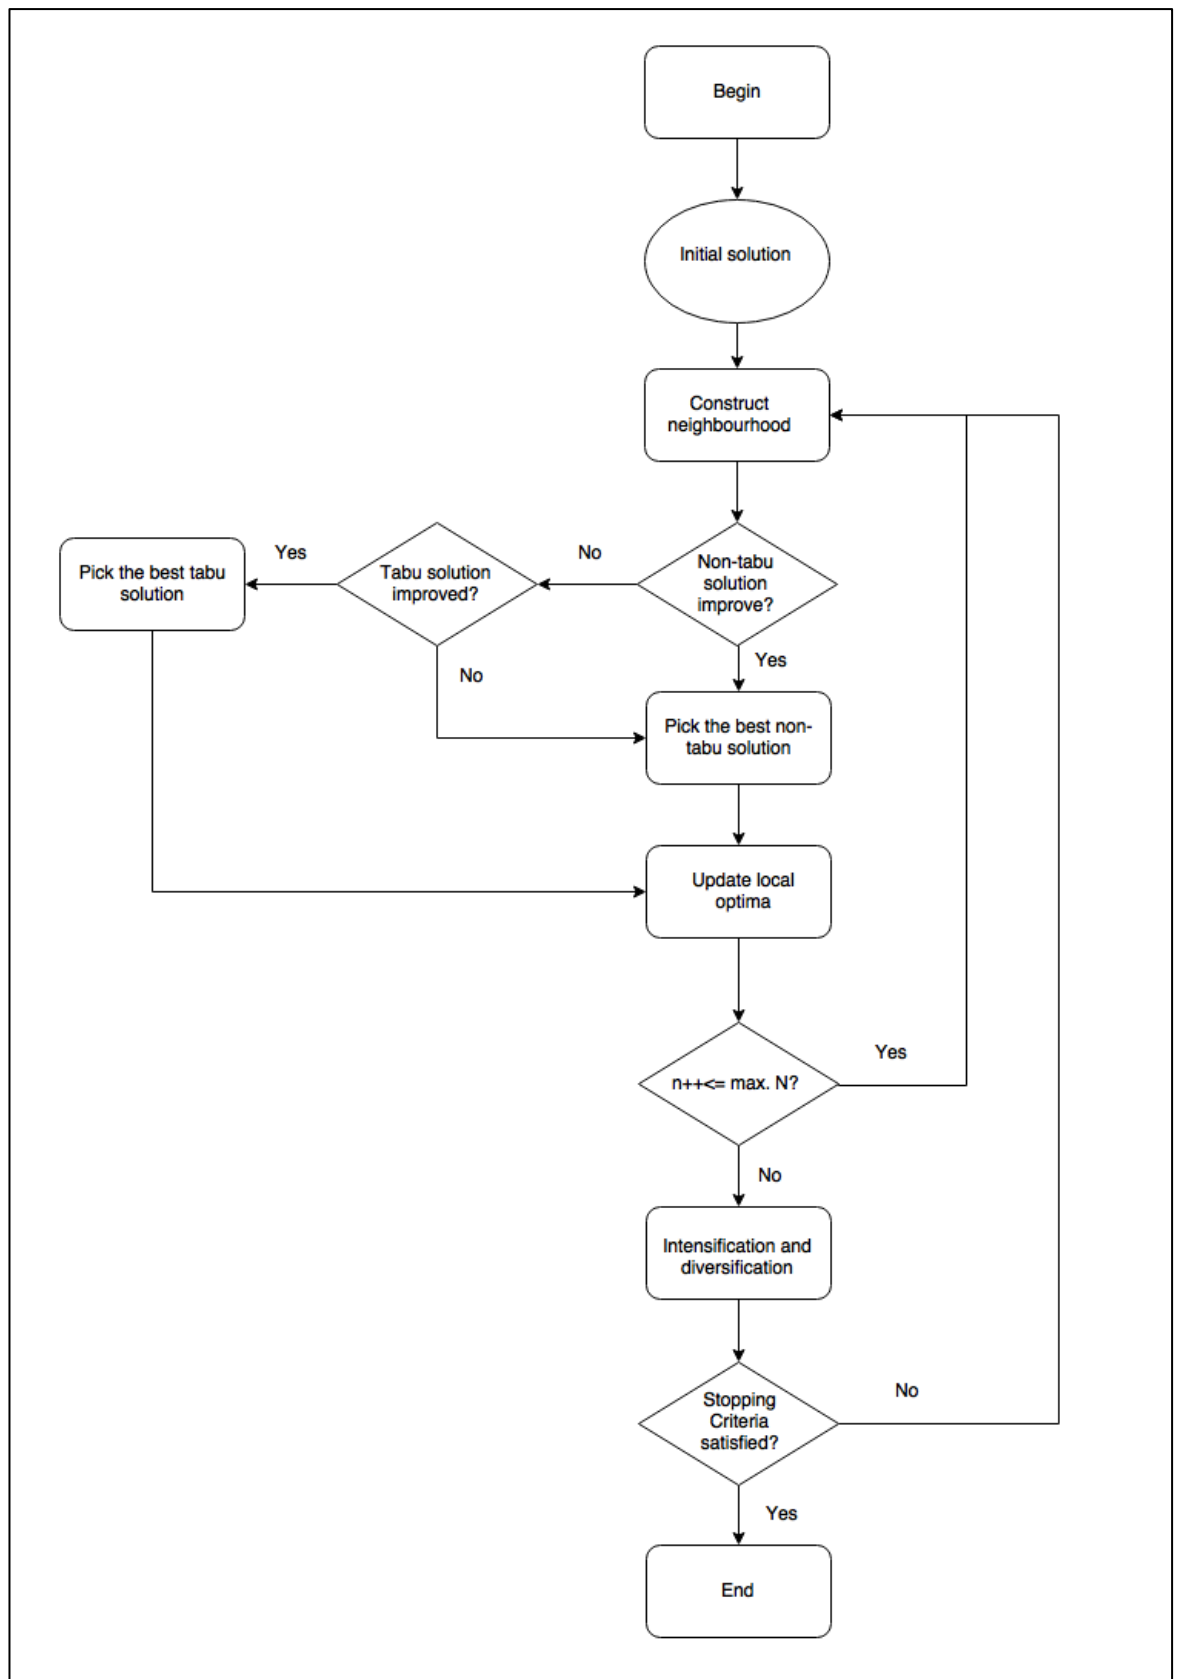 Begin
Initial solution
Construct
neighbourhood
Yes
No
Pick the best tabu
solution
Tabu solution
improved?
Non-tabu
solution
improve?
No
Yes
Pick the best non-
tabu solution
Update local
optima
n++<= max. N?
Yes
No
Intensification and
diversification
Stopping
Criteria
satisfied?
No
Yes
End